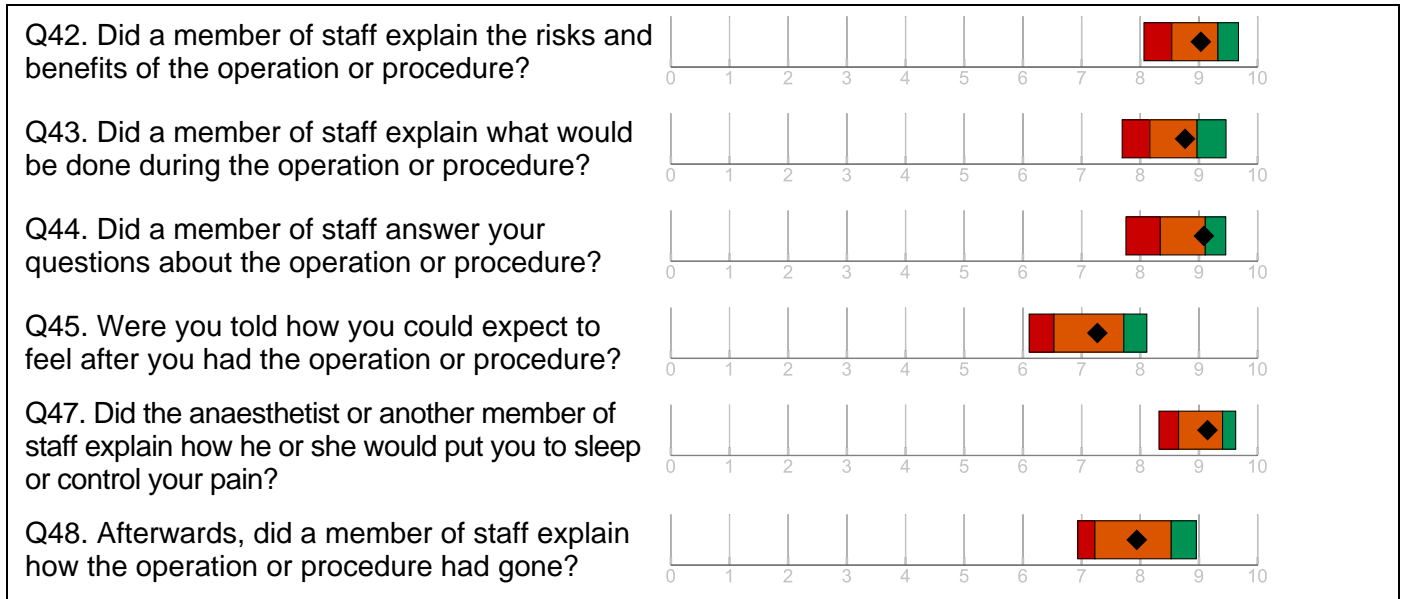 Q42. Did a member of staff explain the risks and
benefits of the operation or procedure?
0 1 2 3 4 5 6 7 8 9 10
Q43. Did a member of staff explain what would
be done during the operation or procedure?
0 1 2 3 4 5 6 7 8 9 10
Q44. Did a member of staff answer your
questions about the operation or procedure?
0 1 2 3 4 5 6 7 8 9 10
Q45. Were you told how you could expect to
feel after you had the operation or procedure?
0 1 2 3 4 5 6 7 8 9 10
Q47. Did the anaesthetist or another member of
staff explain how he or she would put you to sleep
or control your pain?
0 1 2 3 4 5 6 7 8 9 10
Q48. Afterwards, did a member of staff explain
how the operation or procedure had gone?
0 1 2 3 4 5 6 7 8 9 10